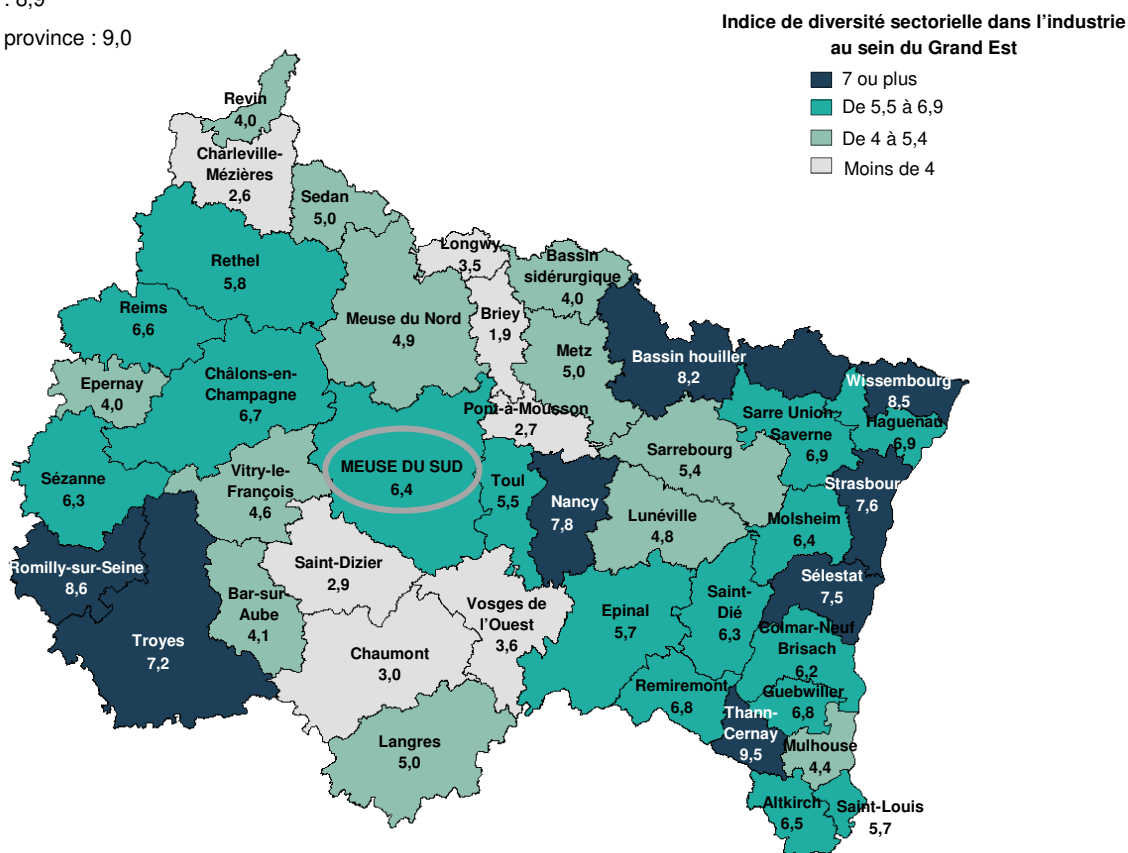 : 8,9
province : 9,0
Indice de diversité sectorielle dans l'industrie
au sein du Grand Est
7 ou plus
De 5,5 à 6,9
De 4 à 5,4
Moins de 4
Revin
4,0
Charleville-
Mézières
2,6
Sedan
5,0
Longwy
3,5
Bassin
sidérurgique
4,0
Rethel
5,8
Reims
6,6
Meuse du Nord
4,9
Briey
1,9
Metz
5,0
Bassin houiller
8,2
Wissembourg
8,5
Haguenau
6,9
Epernay
4,0
Châlons-en-
Champagne
6,7
Pont-à-Mousson
2,7
Sarre Union-
Saverne
6,9
Sarrebourg
5,4
Sézanne
6,3
Vitry-le-
François
4,6
MEUSE DU SUD
6,4
Toul
5,5
Nancy
7,8
Lunéville
4,8
Strasbour
7,6
Molsheim
6,4
Romilly-sur-Seine
8,6
Saint-Dizier
2,9
Bar-sur
Aube
4,1
Vosges de
l'Ouest
3,6
Epinal
5,7
Saint-
Dié
6,3
Sélestat
7,5
Troyes
7,2
Chaumont
3,0
Colmar-Neuf
Brisach
6,2
Remiremont
6,8
Guebwiller
6,8
Thann-
Cernay
9,5
Langres
5,0
Mulhouse
4,4
Altkirch
6,5
Saint-Louis
5,7